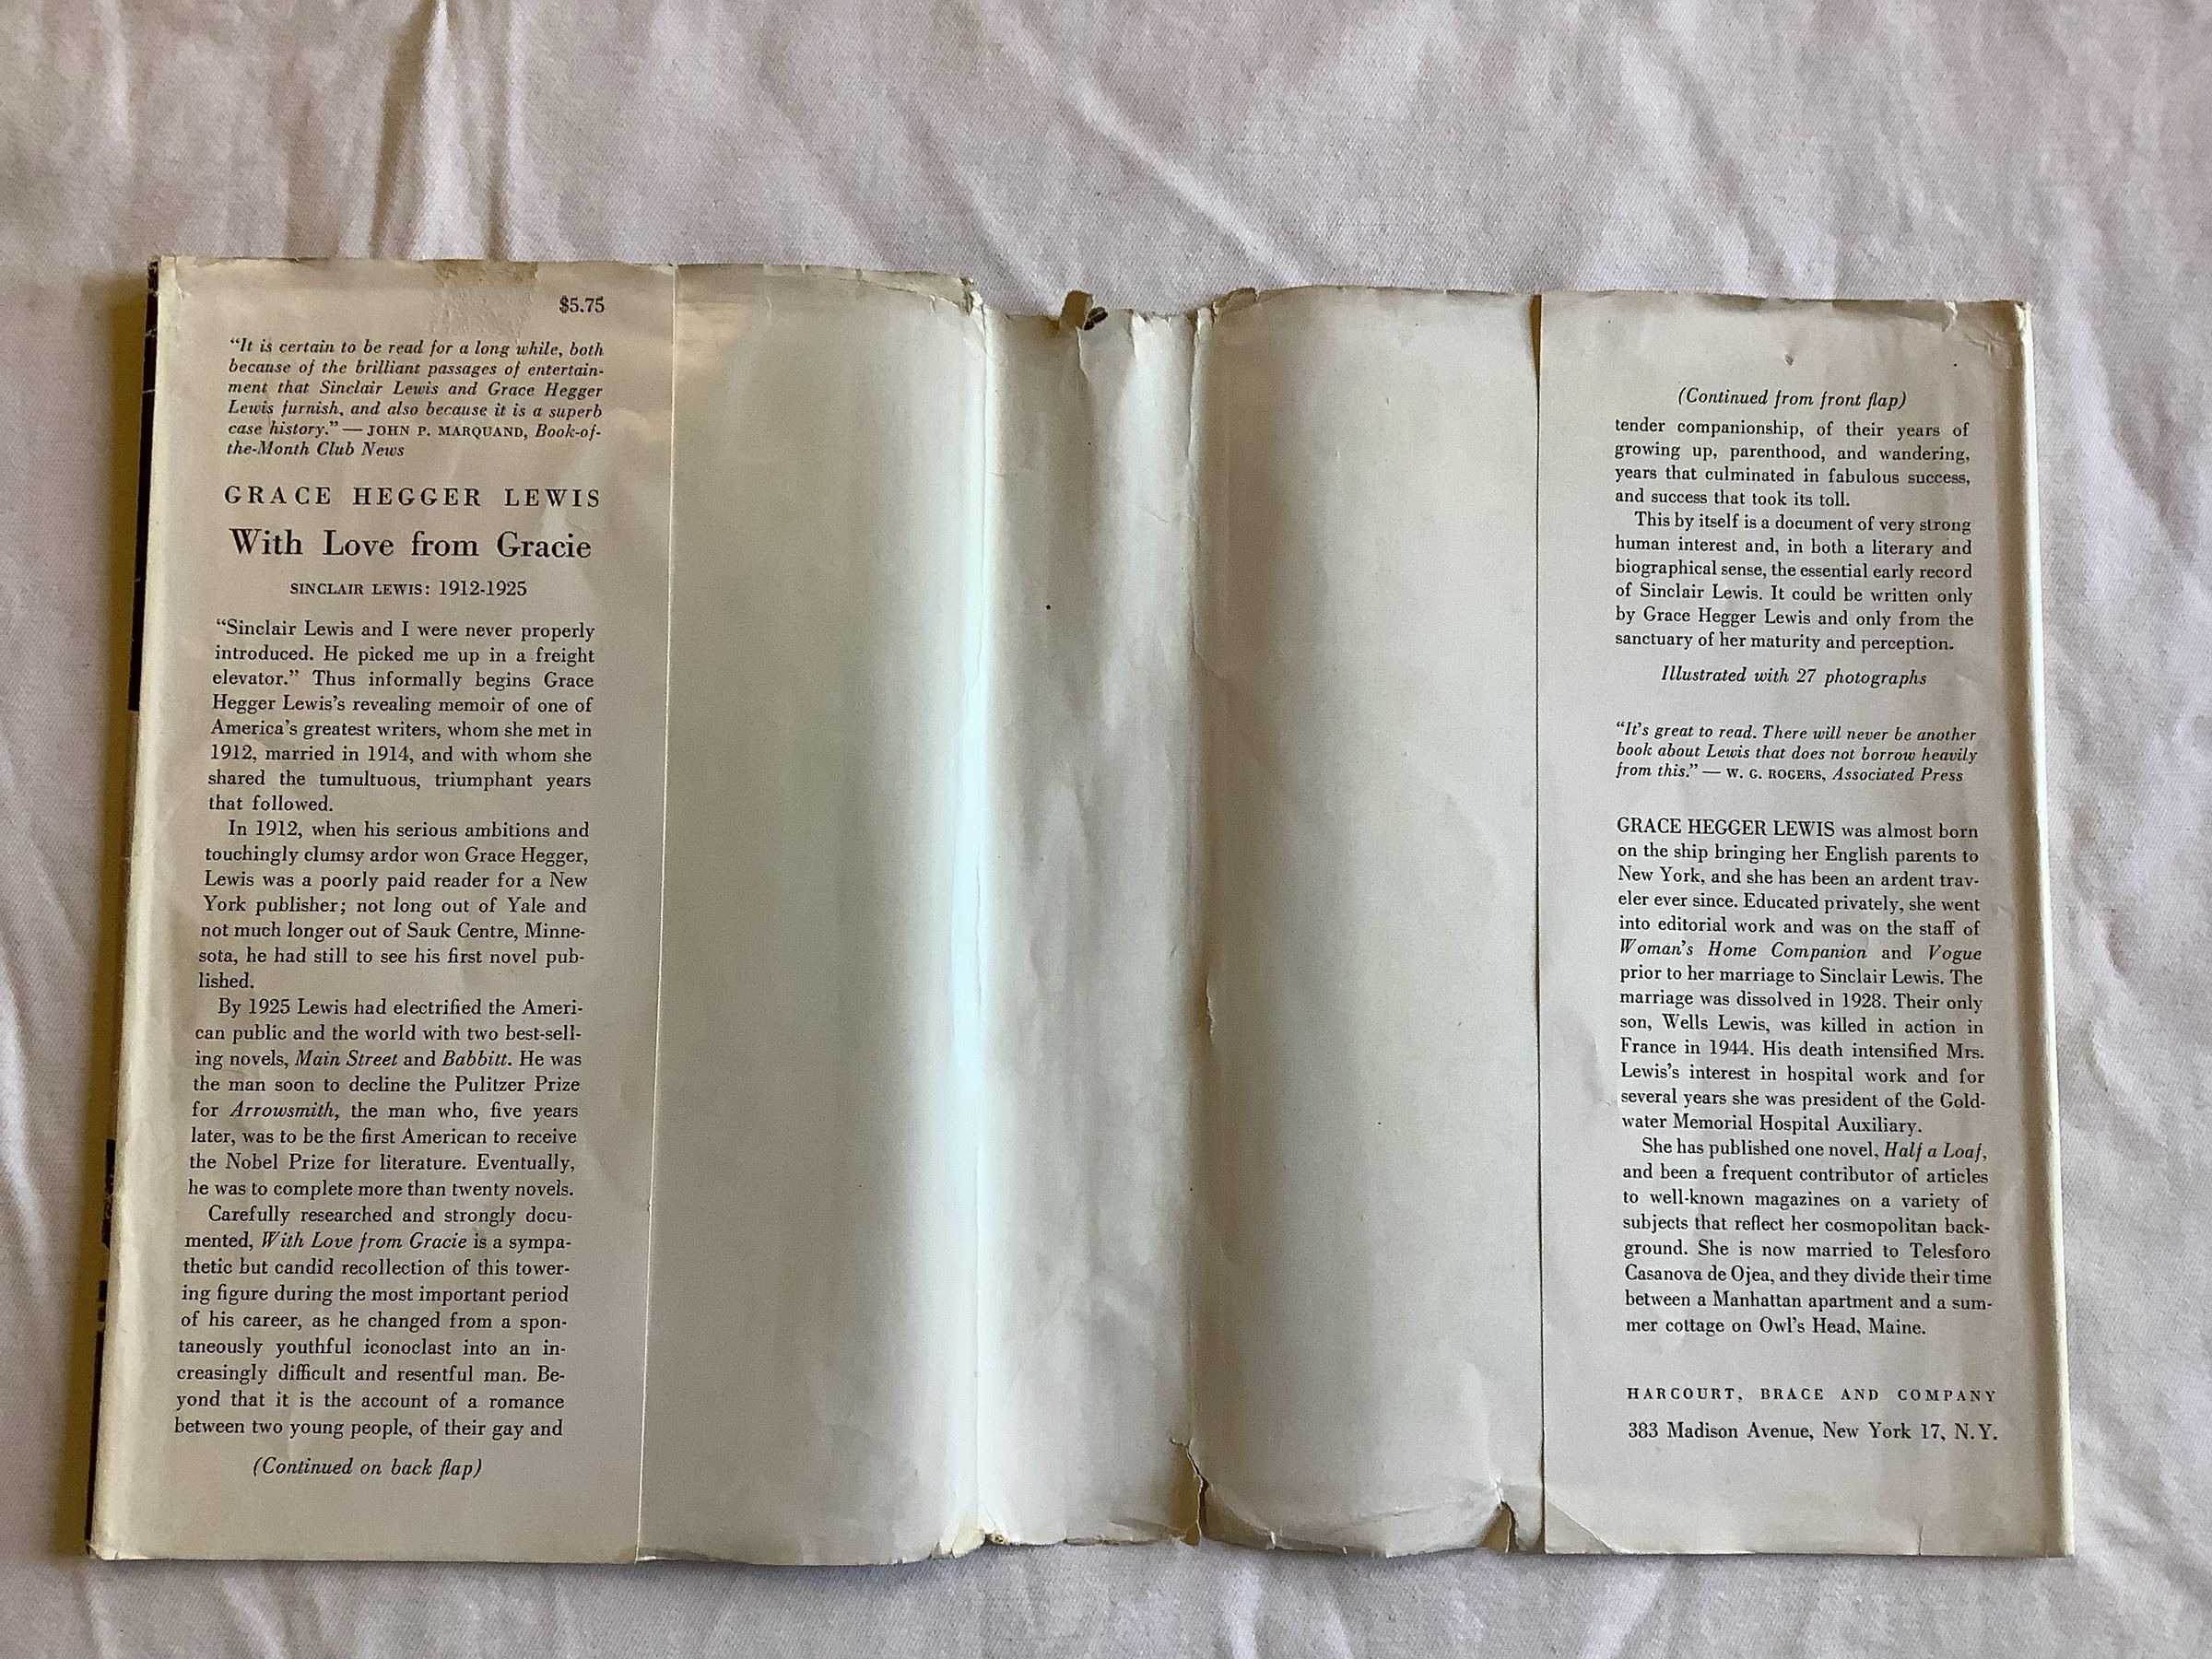 $5.75
“It is certain to be read for a long while, both
because of the brilliant passages of entertain-
ment that Sinclair Lewis and Grace Hegger
Lewis furnish, and also because it is a superb
case history.” — JOHN P. MARQUAND, Book-of-
the-Month Club News
GRACE HEGGER LEWIS
With Love from Gracie
SINCLAIR LEWIS: 1912-1925
“Sinclair Lewis and I were never properly
introduced. He picked me up in a freight
elevator.” Thus informally begins Grace
Hegger Lewis’s revealing memoir of one of
America’s greatest writers, whom she met in
1912, married in 1914, and with whom she
shared the tumultuous, triumphant years
that followed.
In 1912, when his serious ambitions and
touchingly clumsy ardor won Grace Hegger,
Lewis was a poorly paid reader for a New
York publisher; not long out of Yale and
not much longer out of Sauk Centre, Minne-
sota, he had still to see his first novel pub-
lished.
By 1925 Lewis had electrified the Ameri-
can public and the world with two best-sell-
ing novels, Main Street and Babbitt. He was
the man soon to decline the Pulitzer Prize
for Arrowsmith, the man who, five years
later, was to be the first American to receive
the Nobel Prize for literature. Eventually,
he was to complete more than twenty novels.
Carefully researched and strongly docu-
mented, With Love from Gracie is a sympa-
thetic but candid recollection of this tower-
ing figure during the most important period
of his career, as he changed from a spon-
taneously youthful iconoclast into an in-
creasingly difficult and resentful man. Be-
yond that it is the account of a romance
between two young people, of their gay and
(Continued on back flap)
(Continued from front flap)
tender companionship, of their years of
growing up, parenthood, and wandering,
years that culminated in fabulous success,
and success that took its toll.
This by itself is a document of very strong
human interest and, in both a literary and
biographical sense, the essential early record
of Sinclair Lewis. It could be written only
by Grace Hegger Lewis and only from the
sanctuary of her maturity and perception.
Illustrated with 27 photographs
“It’s great to read. There will never be another
book about Lewis that does not borrow heavily
from this.” — W. G. ROGERS, Associated Press
GRACE HEGGER LEWIS was almost born
on the ship bringing her English parents to
New York, and she has been an ardent trav-
eler ever since. Educated privately, she went
into editorial work and was on the staff of
Woman’s Home Companion and Vogue
prior to her marriage to Sinclair Lewis. The
marriage was dissolved in 1928. Their only
son, Wells Lewis, was killed in action in
France in 1944. His death intensified Mrs.
Lewis’s interest in hospital work and for
several years she was president of the Gold-
water Memorial Hospital Auxiliary.
She has published one novel, Half a Loaf,
and been a frequent contributor of articles
to well-known magazines on a variety of
subjects that reflect her cosmopolitan back-
ground. She is now married to Telesforo
Casanova de Ojea, and they divide their time
between a Manhattan apartment and a sum-
mer cottage on Owl’s Head, Maine.
HARCOURT, BRACE AND COMPANY
383 Madison Avenue, New York 17, N.Y.